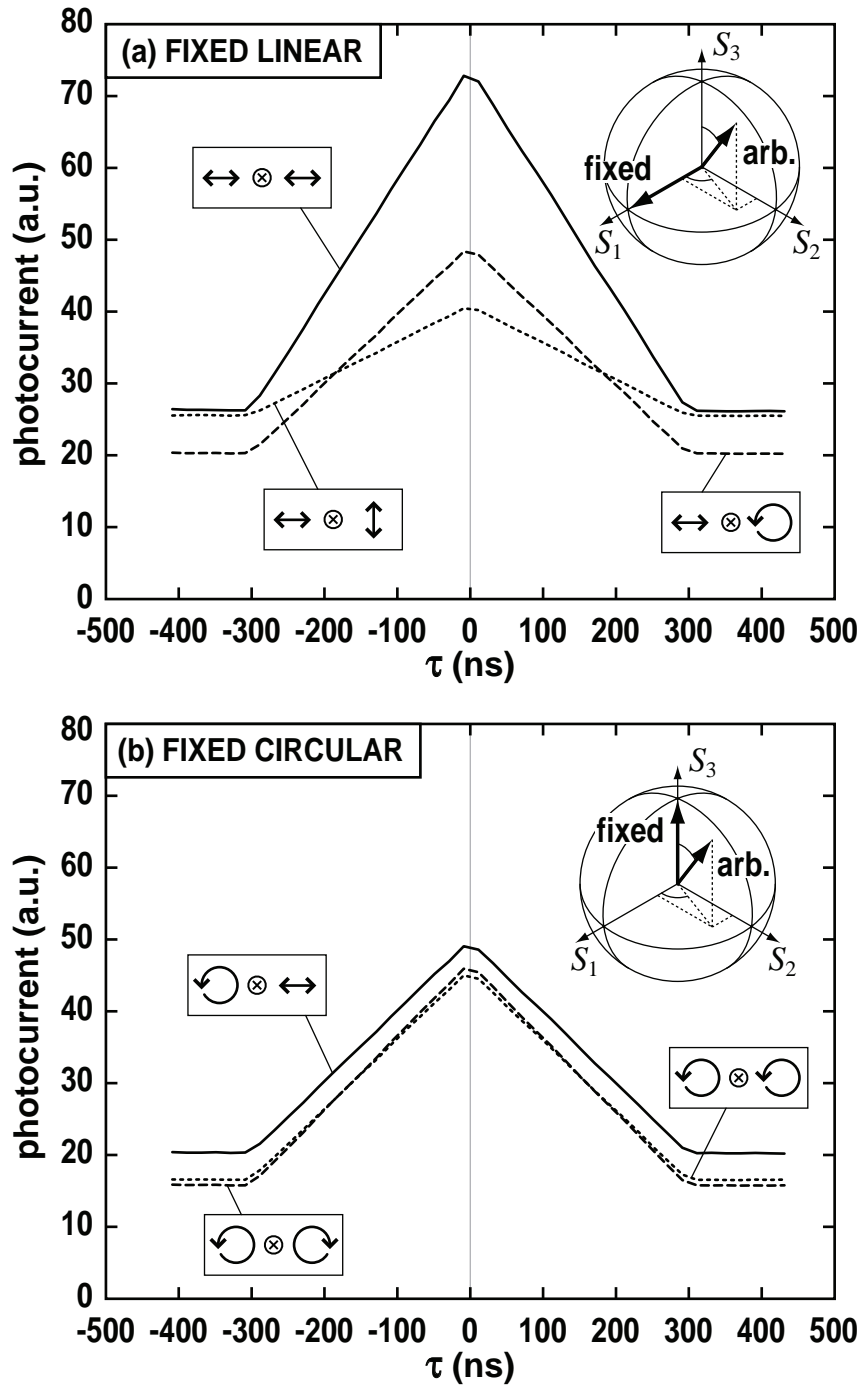 80
(a) FIXED LINEAR
S3
70
60
arb.
fixed
50
S1
S2
photocurrent (a.u.)
40
30
20
10
0
-500 -400 -300 -200 -100 0 100 200 300 400 500
τ (ns)
80
(b) FIXED CIRCULAR
S3
70
fixed
60
arb.
50
S1
S2
photocurrent (a.u.)
40
30
20
10
0
-500 -400 -300 -200 -100 0 100 200 300 400 500
τ (ns)